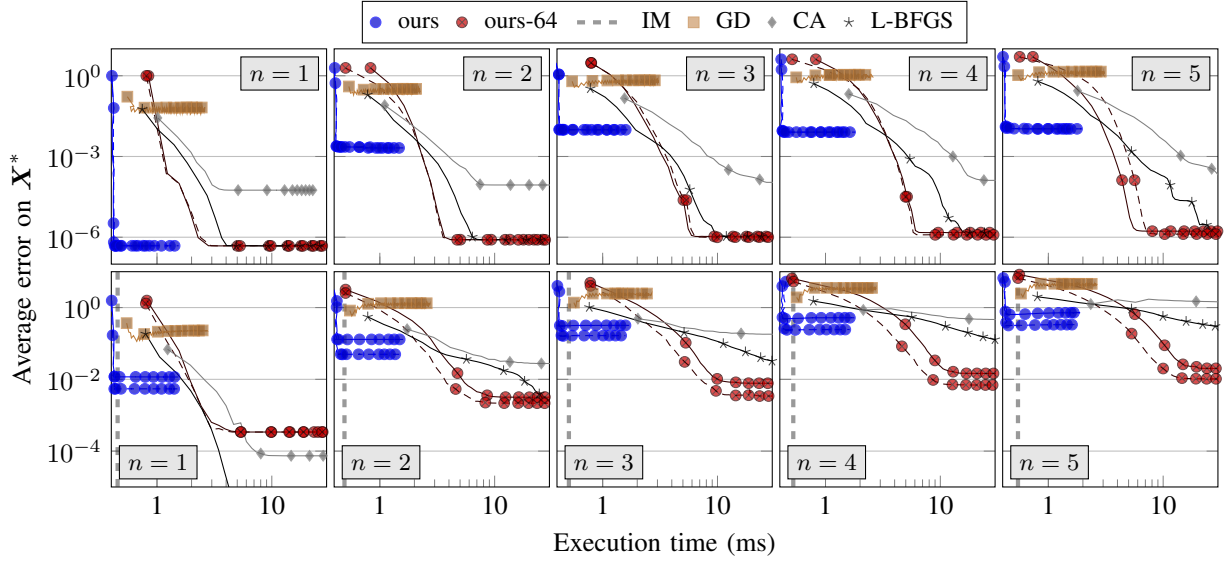 ours ours-64 IM GD CA L-BFGS
Average error on X*
10^0
10^−3
10^−6
n = 1
n = 2
n = 3
n = 4
n = 5
10^0
10^−2
10^−4
n = 1
n = 2
n = 3
n = 4
n = 5
1 10 1 10 1 10 1 10 1 10
Execution time (ms)